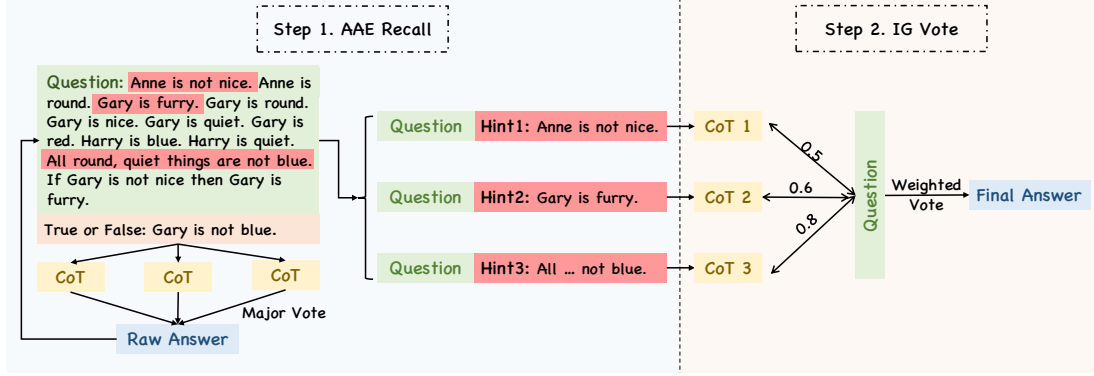 Step 1. AAE Recall
Question: Anne is not nice. Anne is
round. Gary is furry. Gary is round.
Gary is nice. Gary is quiet. Gary is
red. Harry is blue. Harry is quiet.
All round, quiet things are not blue.
If Gary is not nice then Gary is
furry.
True or False: Gary is not blue.
CoT CoT CoT
Major Vote
Raw Answer
Question Hint1: Anne is not nice.
Question Hint2: Gary is furry.
Question Hint3: All ... not blue.
Step 2. IG Vote
CoT 1
CoT 2
CoT 3
0.5
0.6
0.8
Question
Weighted
Vote
Final Answer